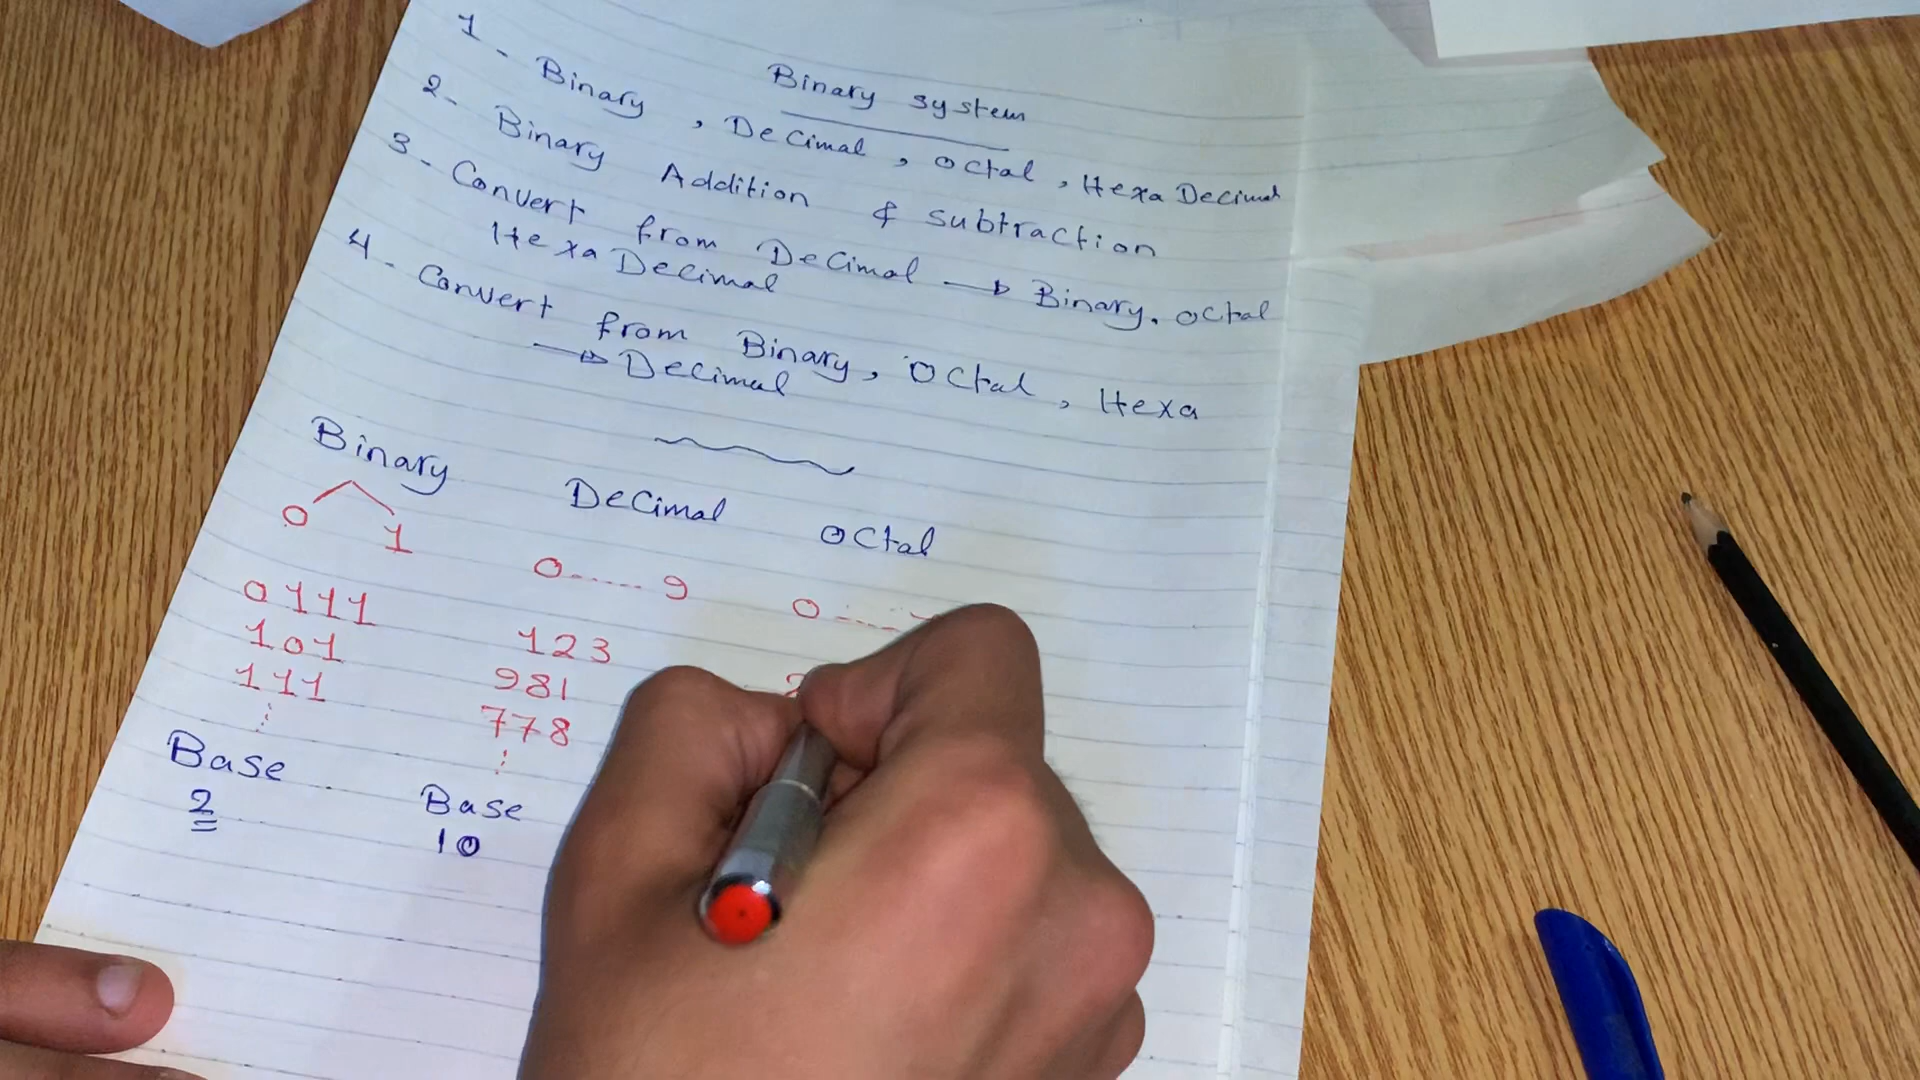 Binary system
1 - Binary , Decimal , octal , Hexa Decimal
2 - Binary Addition & subtraction
3 - Convert from Decimal → Binary. octal
Hexa Decimal
4 - Convert from Binary, Octal , Hexa
→ Decimal
Binary Decimal octal
0 1
0......9
0
0111
101
111
123
981
778
2
Base
2
Base
10